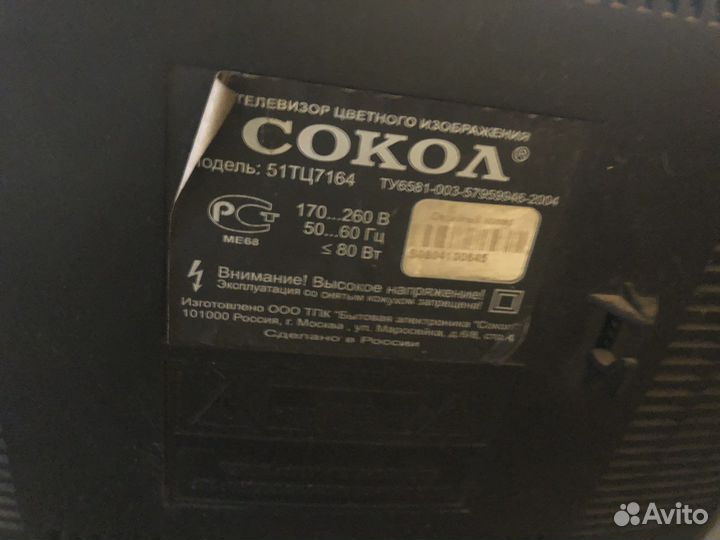 ТЕЛЕВИЗОР ЦВЕТНОГО ИЗОБРАЖЕНИЯ
СОКОЛ®
модель: 51ТЦ7164 ТУ6581-003-57959946-2004
РСТ
МЕ68
170...260 В
50...60 Гц
≤ 80 Вт
Внимание! Высокое напряжение!
Эксплуатация со снятым кожухом запрещена!
Изготовлено ООО ТПК "Бытовая электроника "Сокол"
101000 Россия, г. Москва , ул. Маросейка, д.6/8, стр.4
Сделано в России
Avito